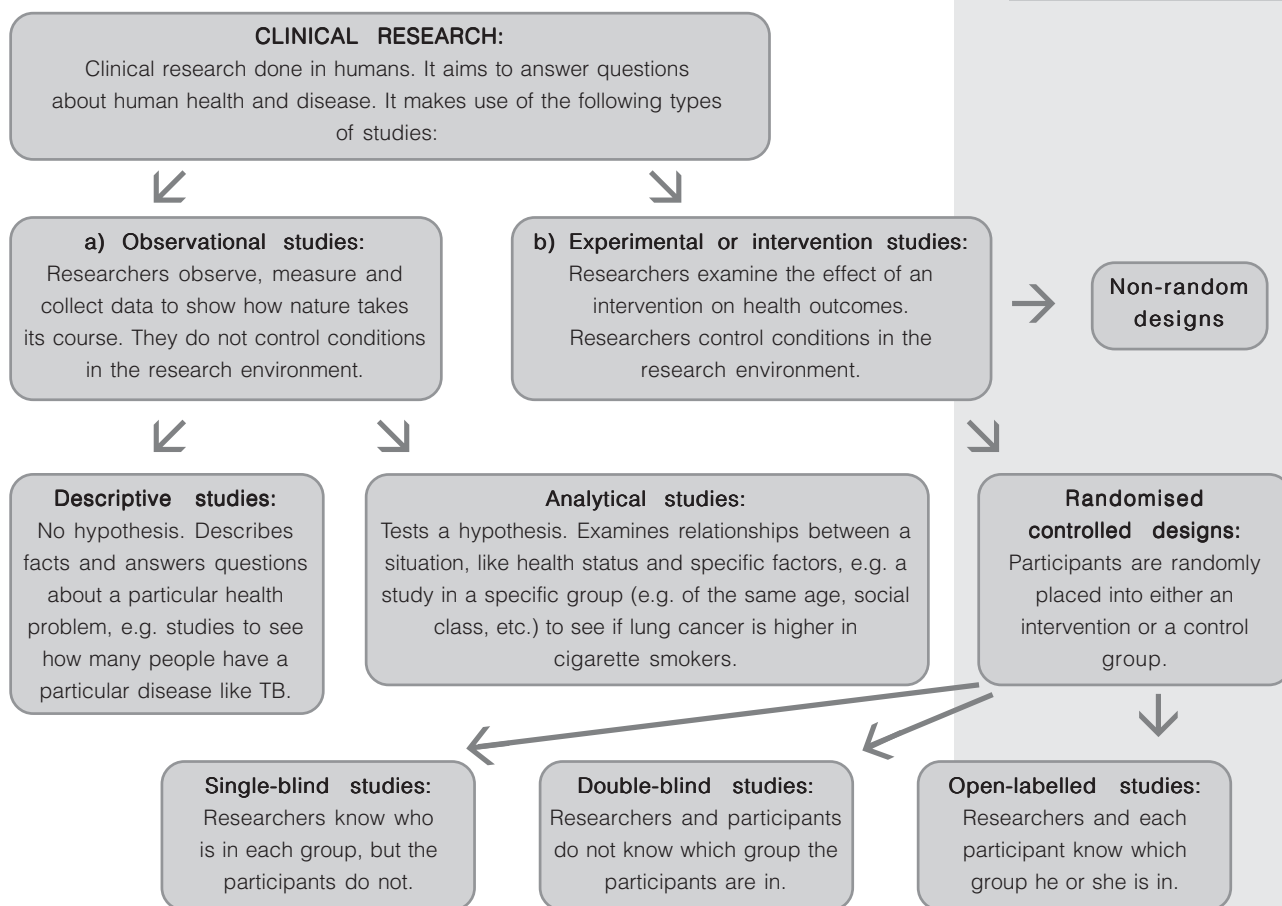 CLINICAL RESEARCH:
Clinical research done in humans. It aims to answer questions
about human health and disease. It makes use of the following types
of studies:
a) Observational studies:
Researchers observe, measure and
collect data to show how nature takes
its course. They do not control conditions
in the research environment.
b) Experimental or intervention studies:
Researchers examine the effect of an
intervention on health outcomes.
Researchers control conditions in the
research environment.
Non-random
designs
Descriptive studies:
No hypothesis. Describes
facts and answers questions
about a particular health
problem, e.g. studies to see
how many people have a
particular disease like TB.
Analytical studies:
Tests a hypothesis. Examines relationships between a
situation, like health status and specific factors, e.g. a
study in a specific group (e.g. of the same age, social
class, etc.) to see if lung cancer is higher in
cigarette smokers.
Randomised
controlled designs:
Participants are randomly
placed into either an
intervention or a control
group.
Single-blind studies:
Researchers know who
is in each group, but the
participants do not.
Double-blind studies:
Researchers and participants
do not know which group the
participants are in.
Open-labelled studies:
Researchers and each
participant know which
group he or she is in.